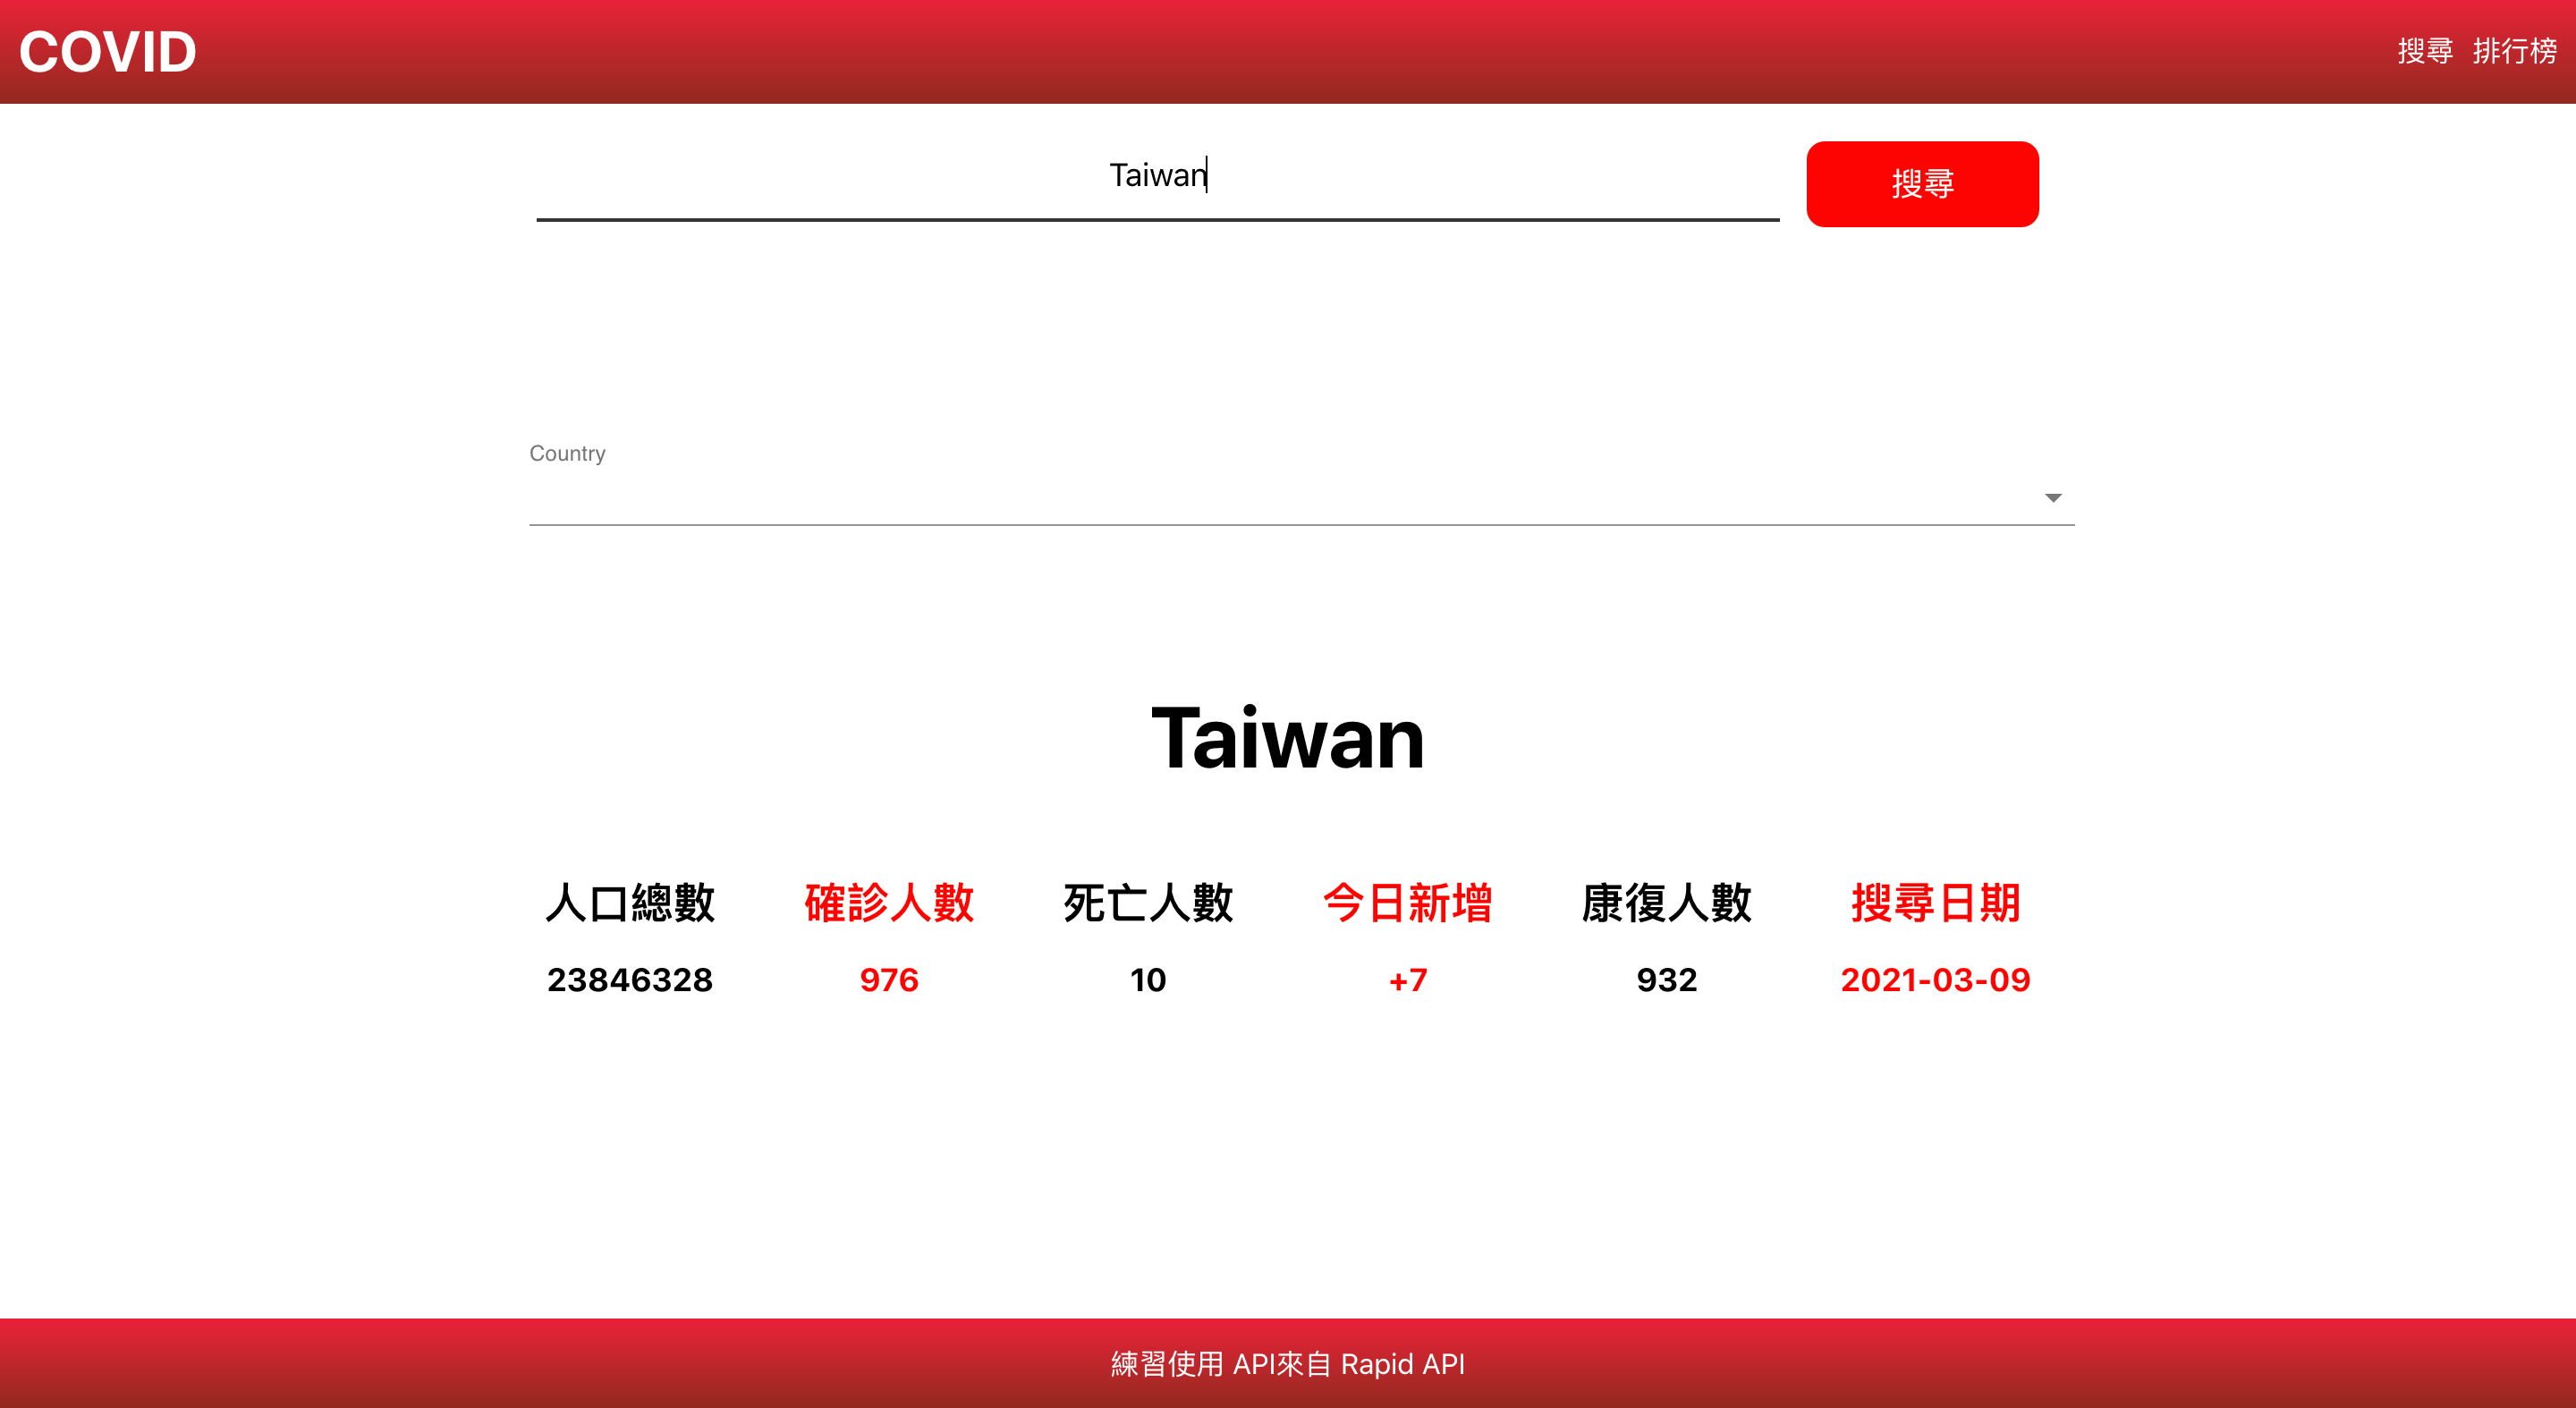 COVID
搜尋 排行榜
Taiwan
搜尋
Country
Taiwan
人口總數 確診人數 死亡人數 今日新增 康復人數 搜尋日期
23846328 976 10 +7 932 2021-03-09
練習使用 API來自 Rapid API